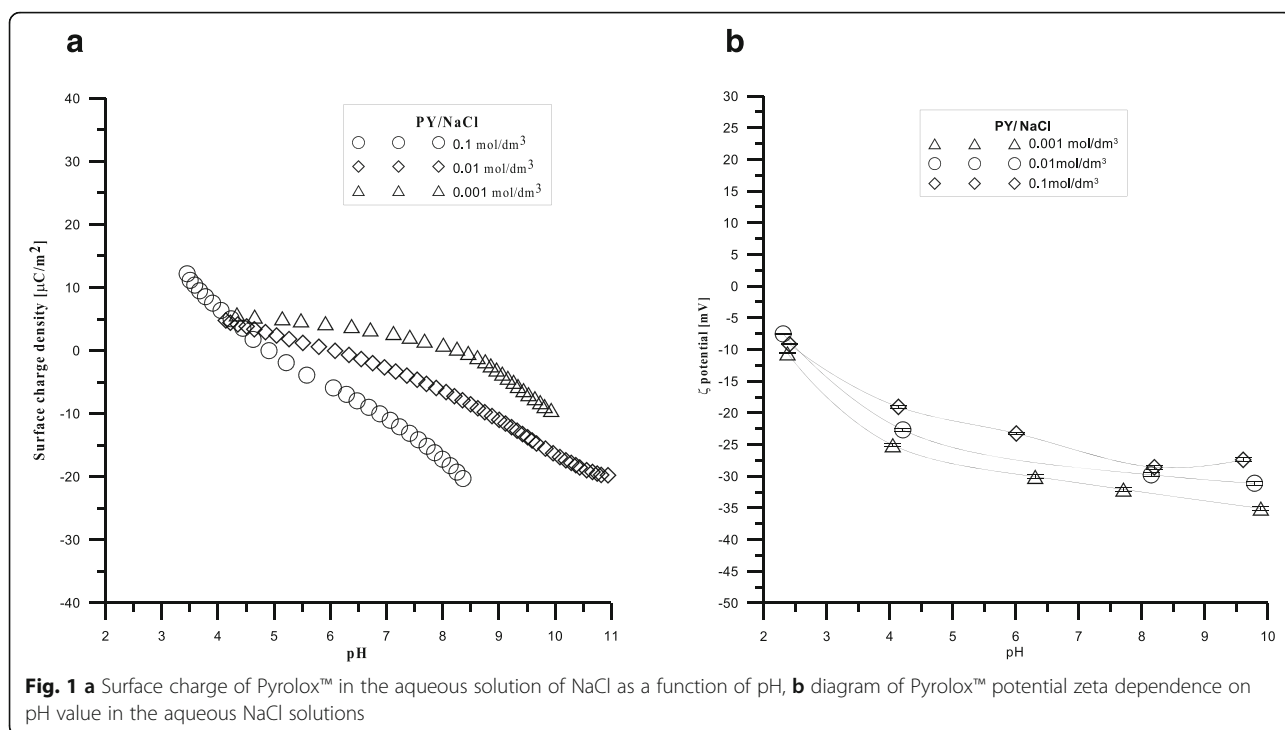 a
b
40
30
20
10
0
-10
-20
-30
-40
Surface charge density [µC/m²]
PY/NaCl
0.1 mol/dm³
0.01 mol/dm³
0.001 mol/dm³
2 3 4 5 6 7 8 9 10 11
pH
30
25
20
15
10
5
0
-5
-10
-15
-20
-25
-30
-35
-40
-45
-50
ζ potential [mV]
PY/NaCl
0.001 mol/dm³
0.01mol/dm³
0.1mol/dm³
2 3 4 5 6 7 8 9 10
pH
Fig. 1 a Surface charge of Pyrolox™ in the aqueous solution of NaCl as a function of pH, b diagram of Pyrolox™ potential zeta dependence on
pH value in the aqueous NaCl solutions